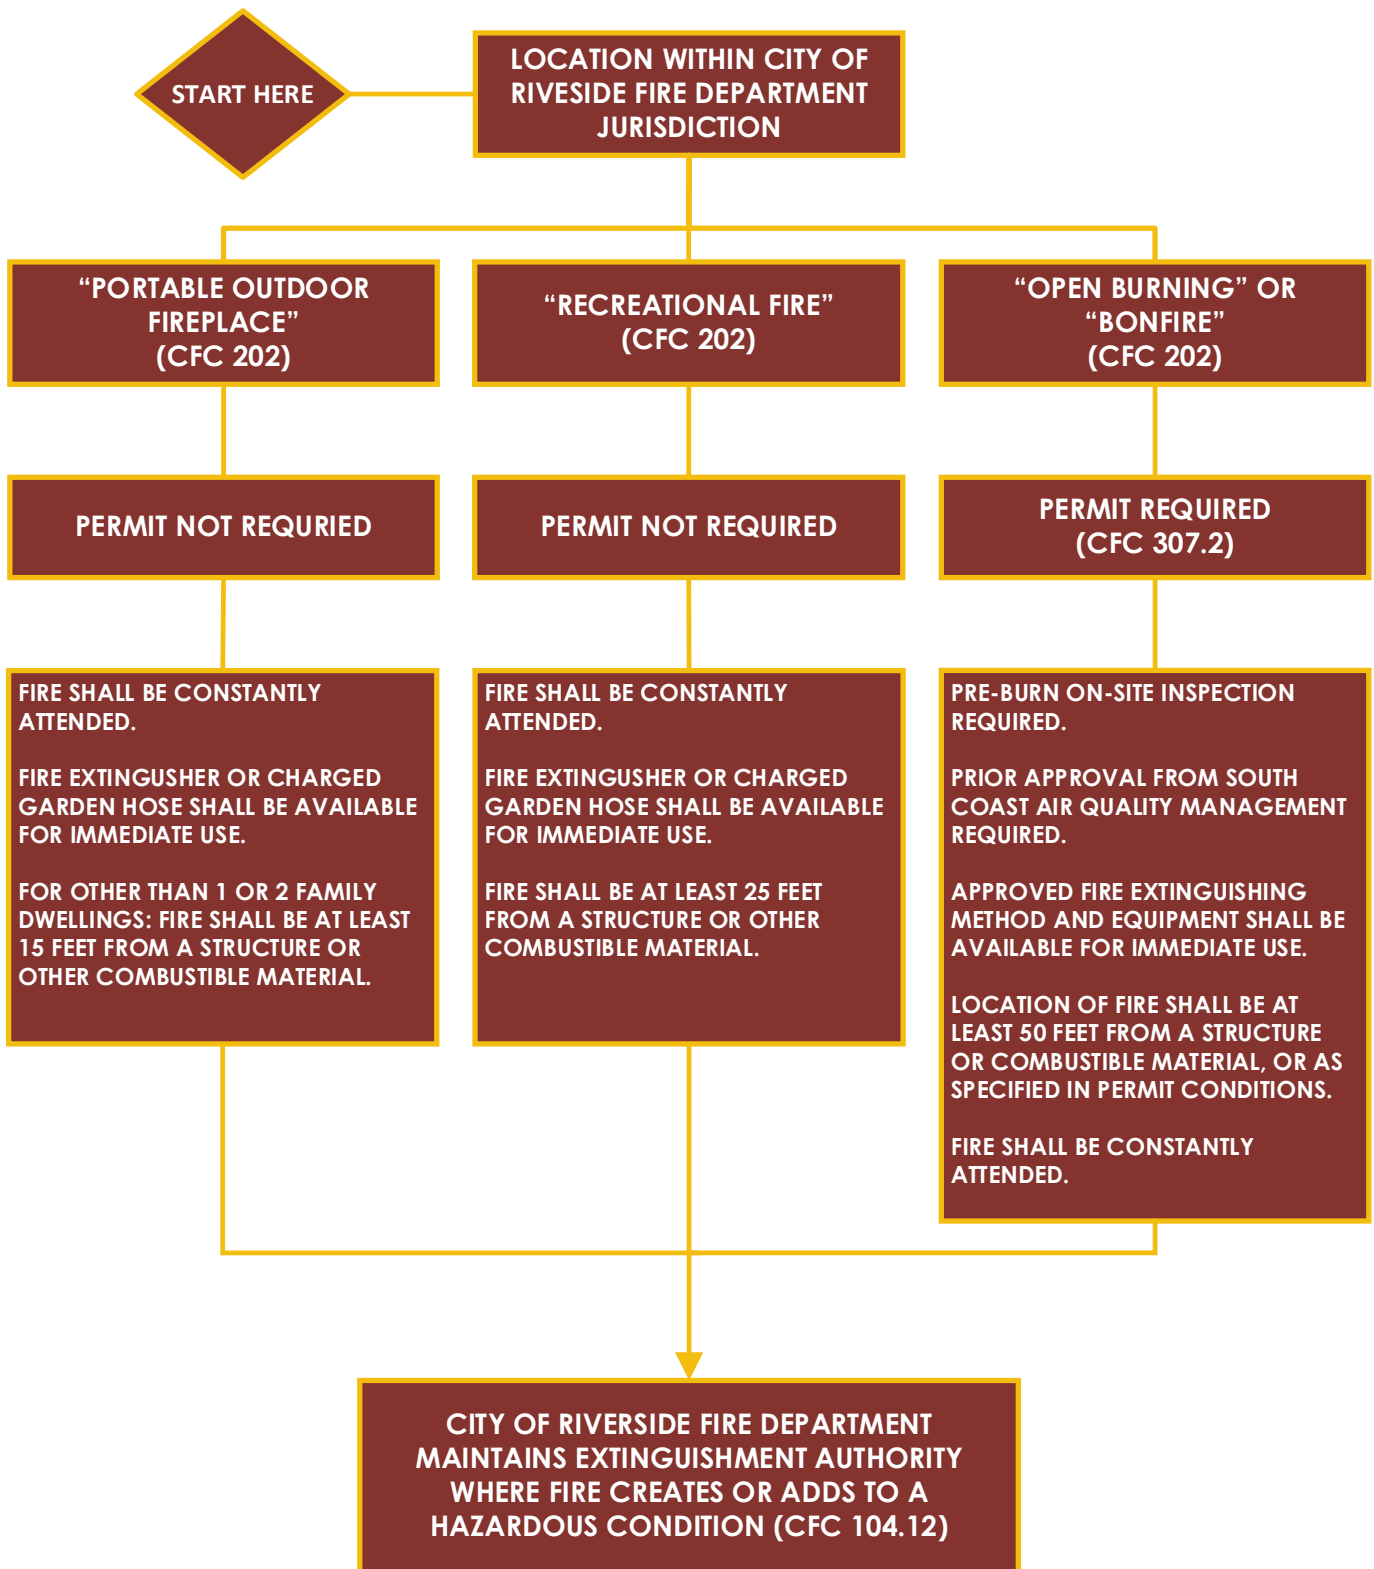 START HERE
LOCATION WITHIN CITY OF
RIVESIDE FIRE DEPARTMENT
JURISDICTION
“PORTABLE OUTDOOR
FIREPLACE”
(CFC 202)
“RECREATIONAL FIRE”
(CFC 202)
“OPEN BURNING” OR
“BONFIRE”
(CFC 202)
PERMIT NOT REQURIED
PERMIT NOT REQUIRED
PERMIT REQUIRED
(CFC 307.2)
FIRE SHALL BE CONSTANTLY
ATTENDED.
FIRE EXTINGUSHER OR CHARGED
GARDEN HOSE SHALL BE AVAILABLE
FOR IMMEDIATE USE.
FOR OTHER THAN 1 OR 2 FAMILY
DWELLINGS: FIRE SHALL BE AT LEAST
15 FEET FROM A STRUCTURE OR
OTHER COMBUSTIBLE MATERIAL.
FIRE SHALL BE CONSTANTLY
ATTENDED.
FIRE EXTINGUSHER OR CHARGED
GARDEN HOSE SHALL BE AVAILABLE
FOR IMMEDIATE USE.
FIRE SHALL BE AT LEAST 25 FEET
FROM A STRUCTURE OR OTHER
COMBUSTIBLE MATERIAL.
PRE-BURN ON-SITE INSPECTION
REQUIRED.
PRIOR APPROVAL FROM SOUTH
COAST AIR QUALITY MANAGEMENT
REQUIRED.
APPROVED FIRE EXTINGUISHING
METHOD AND EQUIPMENT SHALL BE
AVAILABLE FOR IMMEDIATE USE.
LOCATION OF FIRE SHALL BE AT
LEAST 50 FEET FROM A STRUCTURE
OR COMBUSTIBLE MATERIAL, OR AS
SPECIFIED IN PERMIT CONDITIONS.
FIRE SHALL BE CONSTANTLY
ATTENDED.
CITY OF RIVERSIDE FIRE DEPARTMENT
MAINTAINS EXTINGUISHMENT AUTHORITY
WHERE FIRE CREATES OR ADDS TO A
HAZARDOUS CONDITION (CFC 104.12)